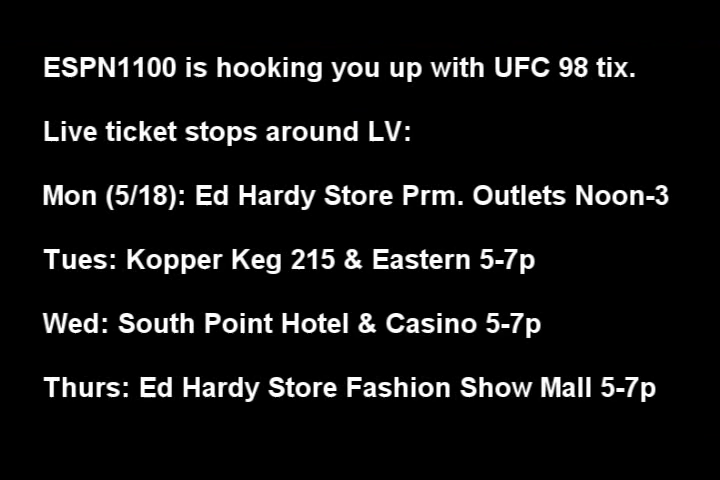 ESPN1100 is hooking you up with UFC 98 tix.
Live ticket stops around LV:
Mon (5/18): Ed Hardy Store Prm. Outlets Noon-3
Tues: Kopper Keg 215 & Eastern 5-7p
Wed: South Point Hotel & Casino 5-7p
Thurs: Ed Hardy Store Fashion Show Mall 5-7p